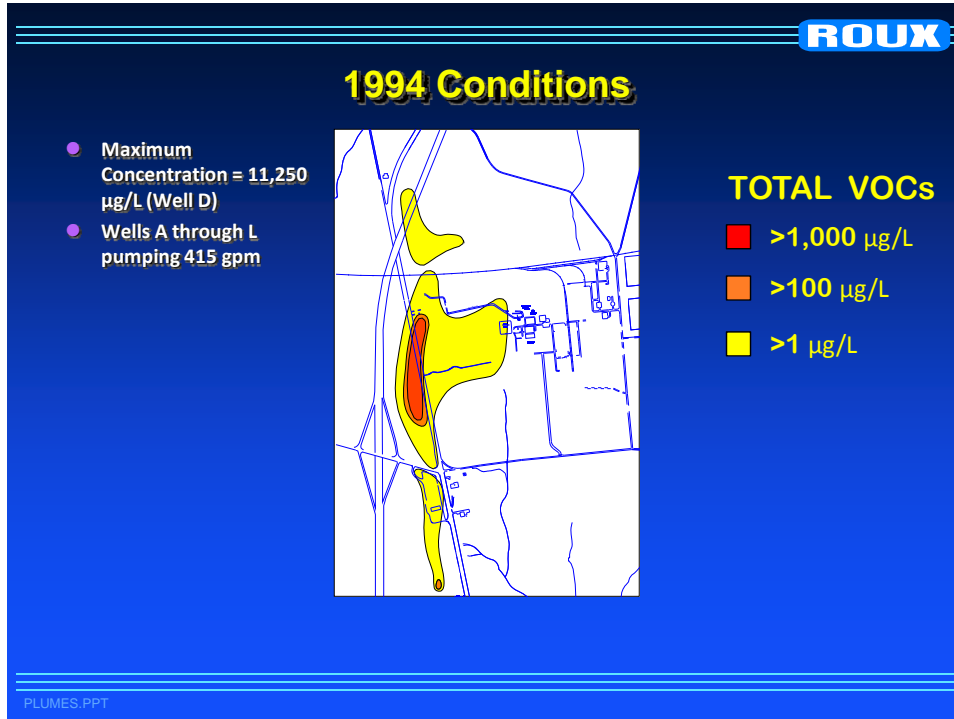 ROUX
1994 Conditions
Maximum
Concentration = 11,250
µg/L (Well D)
Wells A through L
pumping 415 gpm
TOTAL VOCs
>1,000 µg/L
>100 µg/L
>1 µg/L
PLUMES.PPT